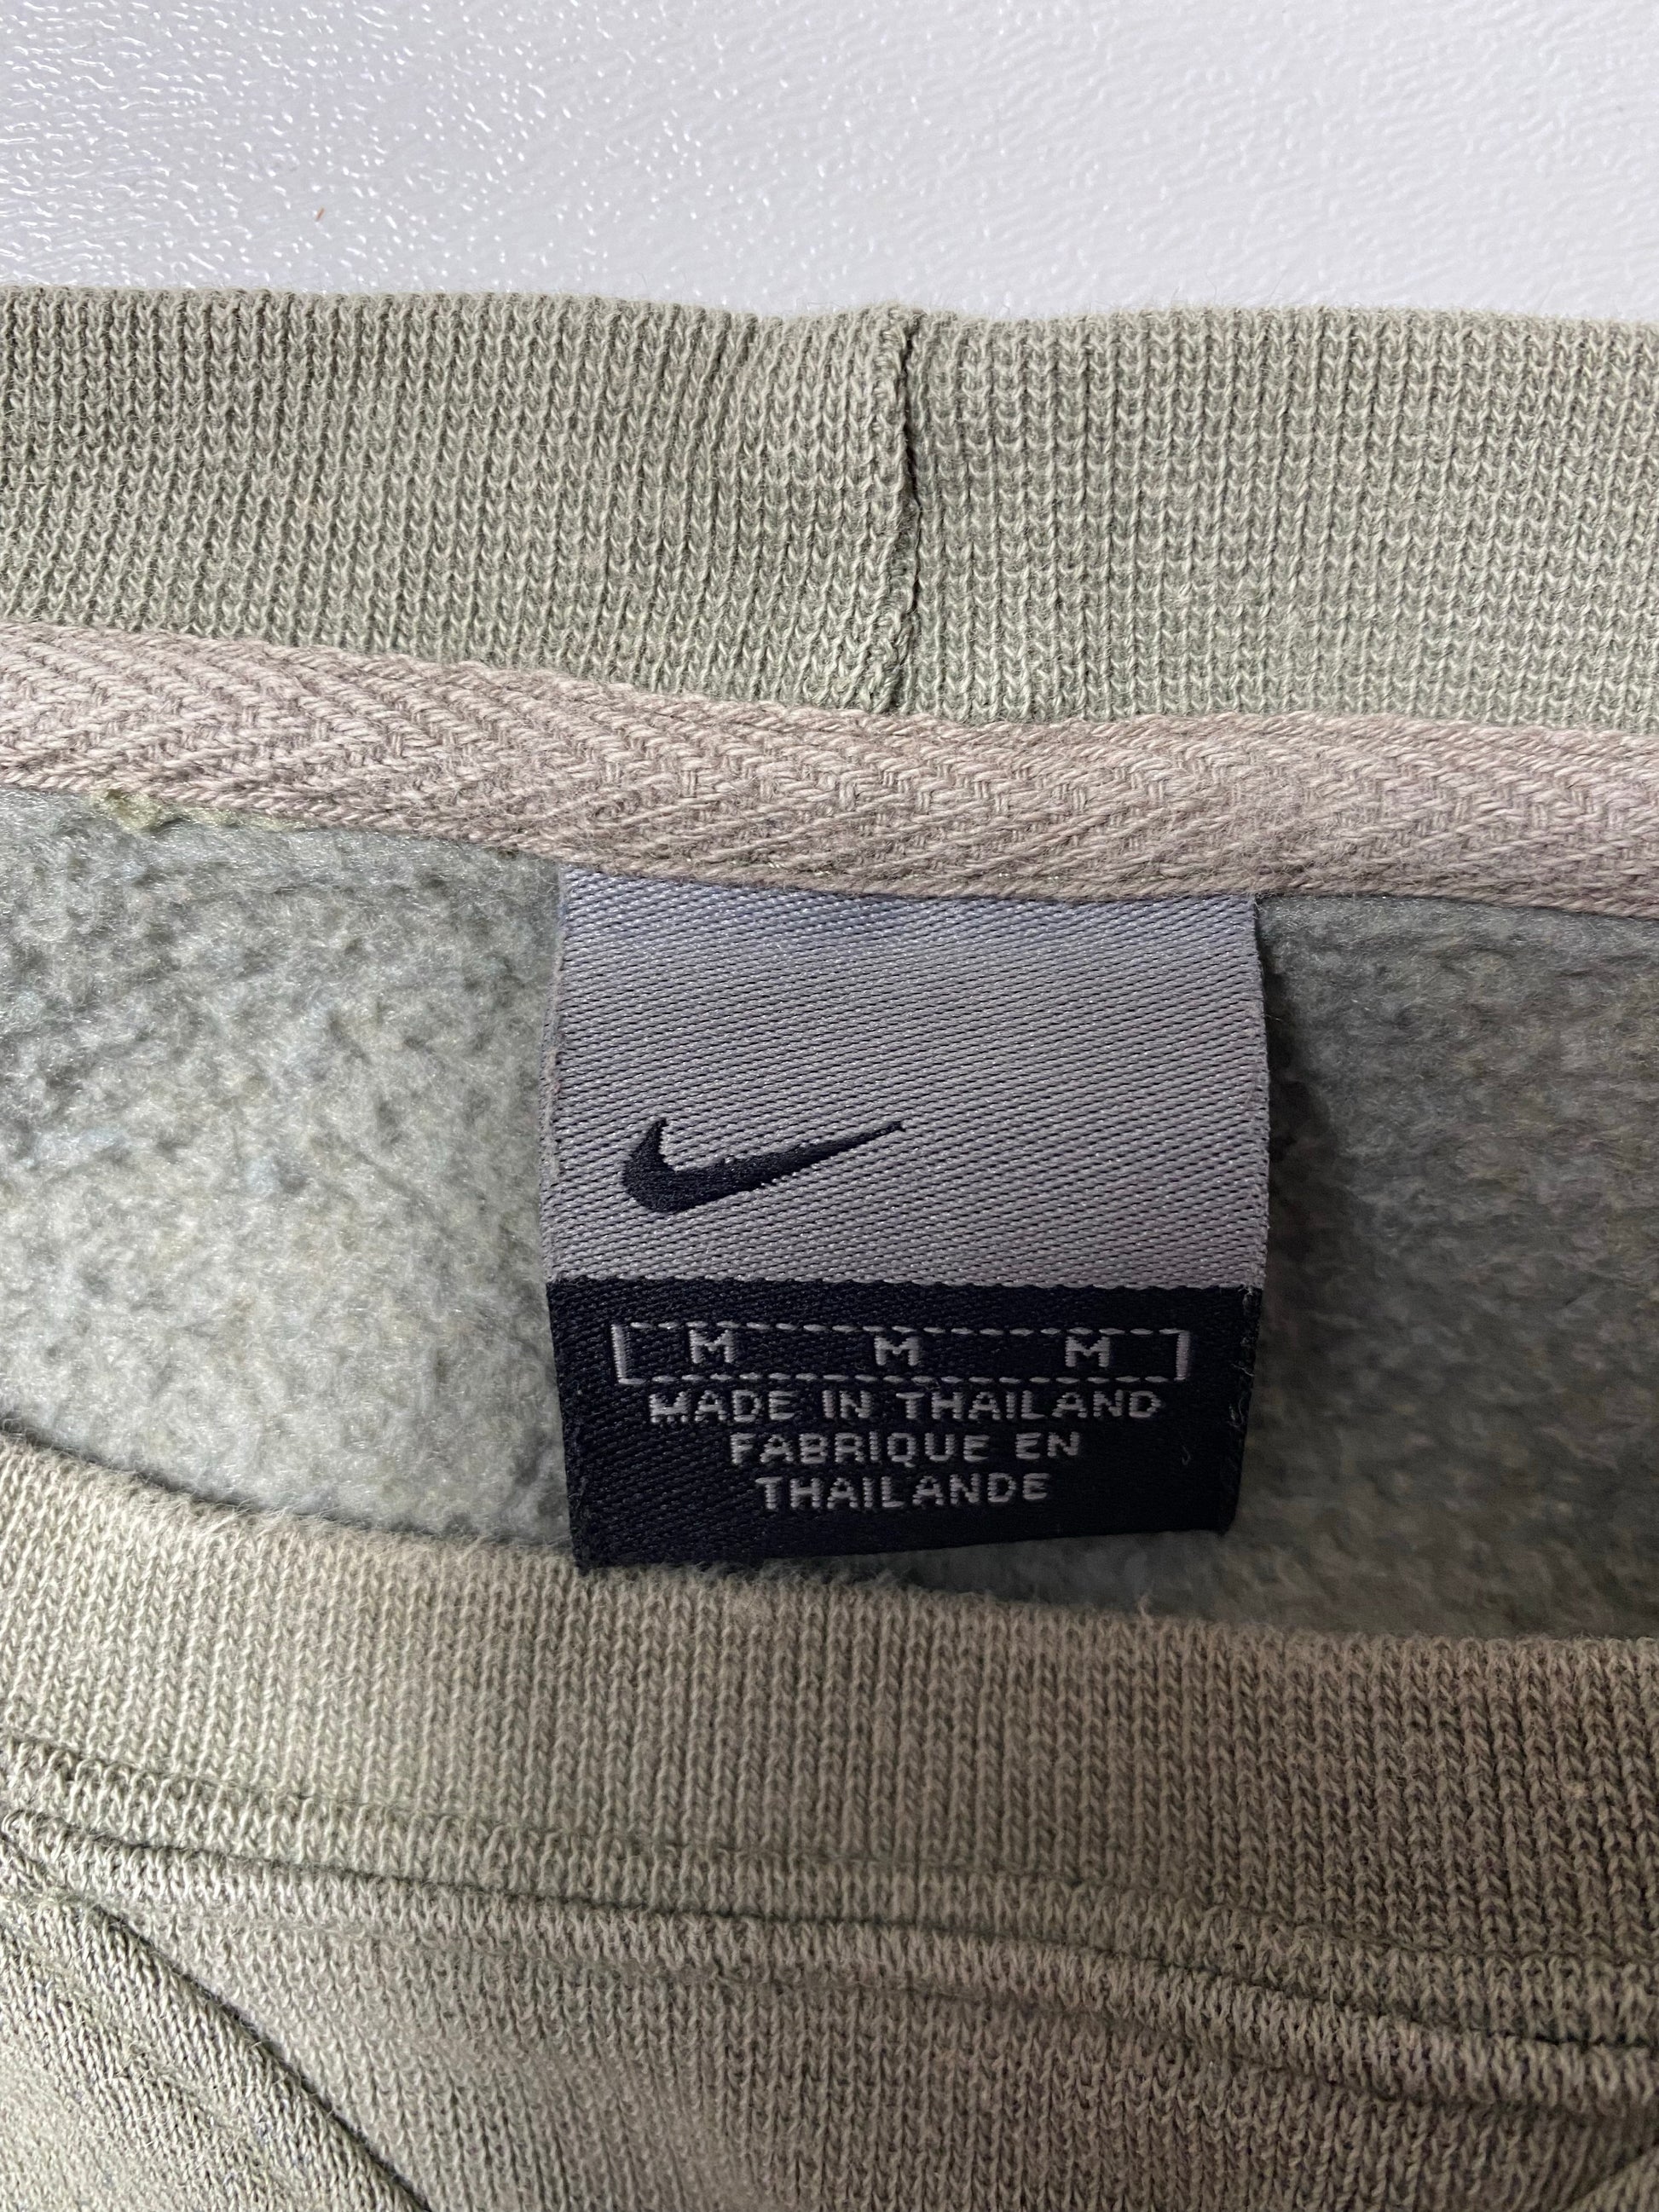 M M M
MADE IN THAILAND
FABRIQUE EN
THAILANDE